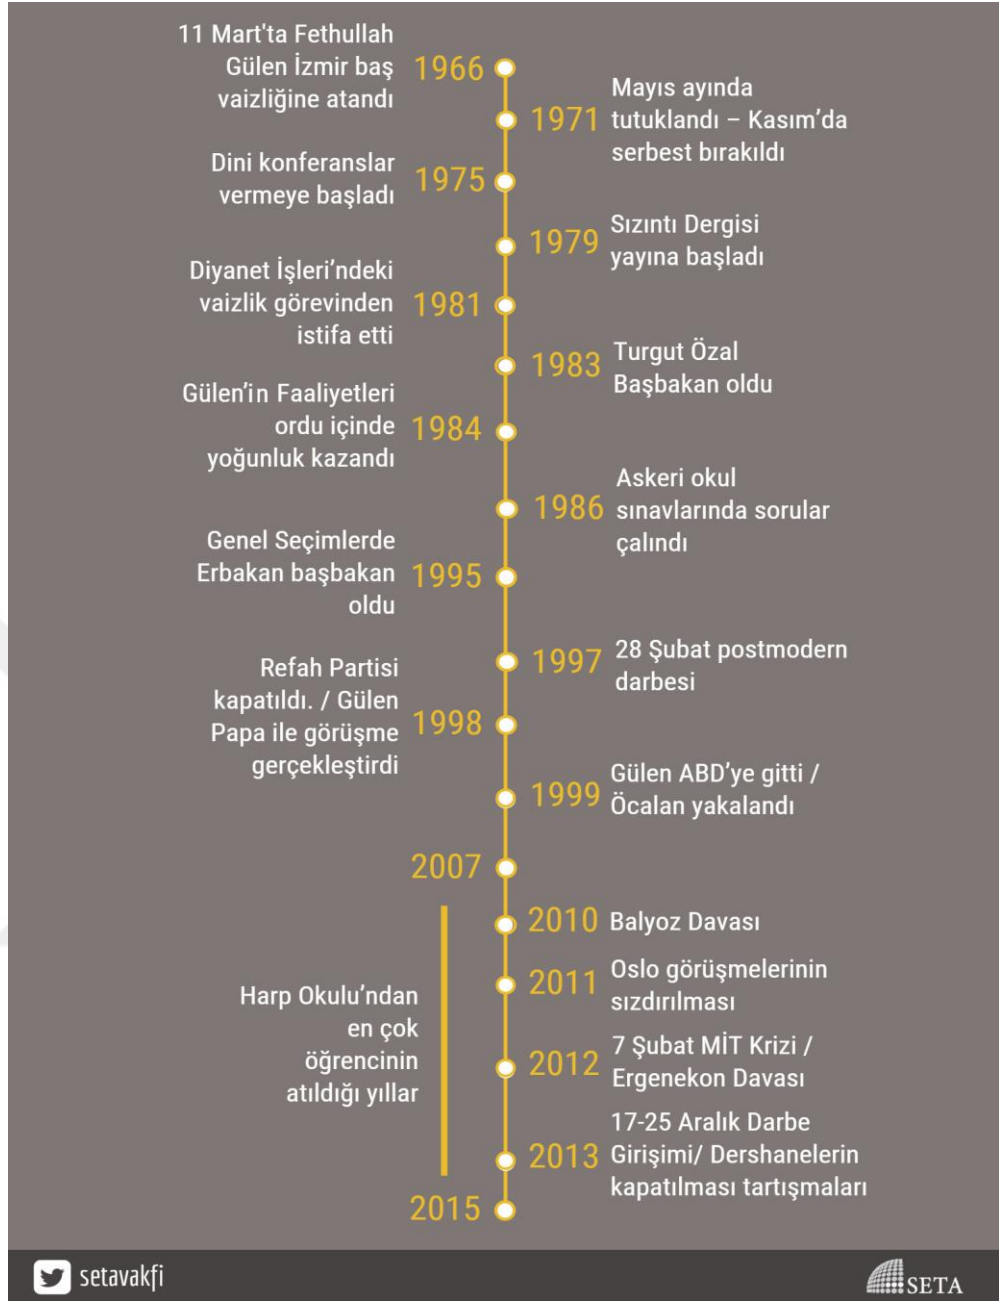 11 Mart'ta Fethullah
Gülen İzmir baş
vaizliğine atandı
1966
1971
Mayıs ayında
tutuklandı – Kasım’da
serbest bırakıldı
Dini konferanslar
vermeye başladı
1975
1979
Sızıntı Dergisi
yayına başladı
Diyanet İşleri’ndeki
vaizlik görevinden
istifa etti
1981
1983
Turgut Özal
Başbakan oldu
Gülen’in Faaliyetleri
ordu içinde
yoğunluk kazandı
1984
1986
Askeri okul
sınavlarında sorular
çalındı
Genel Seçimlerde
Erbakan başbakan
oldu
1995
1997
28 Şubat postmodern
darbesi
Refah Partisi
kapatıldı. / Gülen
Papa ile görüşme
gerçekleştirdi
1998
1999
Gülen ABD’ye gitti /
Öcalan yakalandı
2007
2010
Balyoz Davası
2011
Oslo görüşmelerinin
sızdırılması
Harp Okulu’ndan
en çok
öğrencinin
atıldığı yıllar
2012
7 Şubat MİT Krizi /
Ergenekon Davası
2013
17-25 Aralık Darbe
Girişimi/ Dershanelerin
kapatılması tartışmaları
2015
setavakfi
SETA